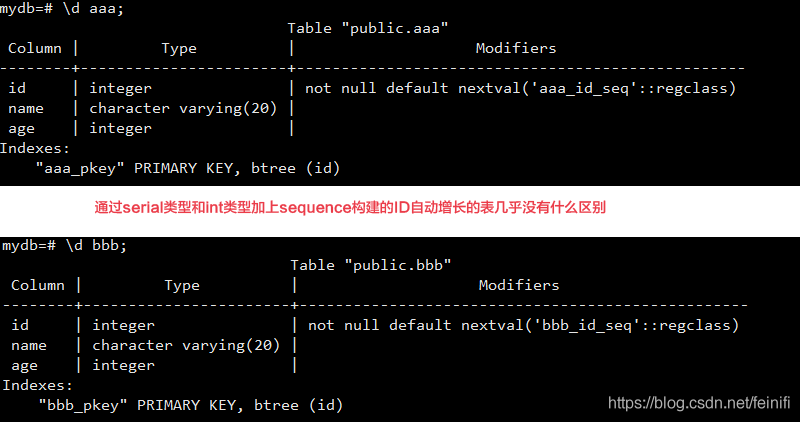 mydb=# \d aaa;
Table "public.aaa"
Column | Type | Modifiers
--------+-----------------------+--------------------------------------------------
id | integer | not null default nextval('aaa_id_seq'::regclass)
name | character varying(20) |
age | integer |
Indexes:
"aaa_pkey" PRIMARY KEY, btree (id)
通过serial类型和int类型加上sequence构建的ID自动增长的表几乎没有什么区别
mydb=# \d bbb;
Table "public.bbb"
Column | Type | Modifiers
--------+-----------------------+--------------------------------------------------
id | integer | not null default nextval('bbb_id_seq'::regclass)
name | character varying(20) |
age | integer |
Indexes:
"bbb_pkey" PRIMARY KEY, btree (id)
https://blog.csdn.net/feinifi